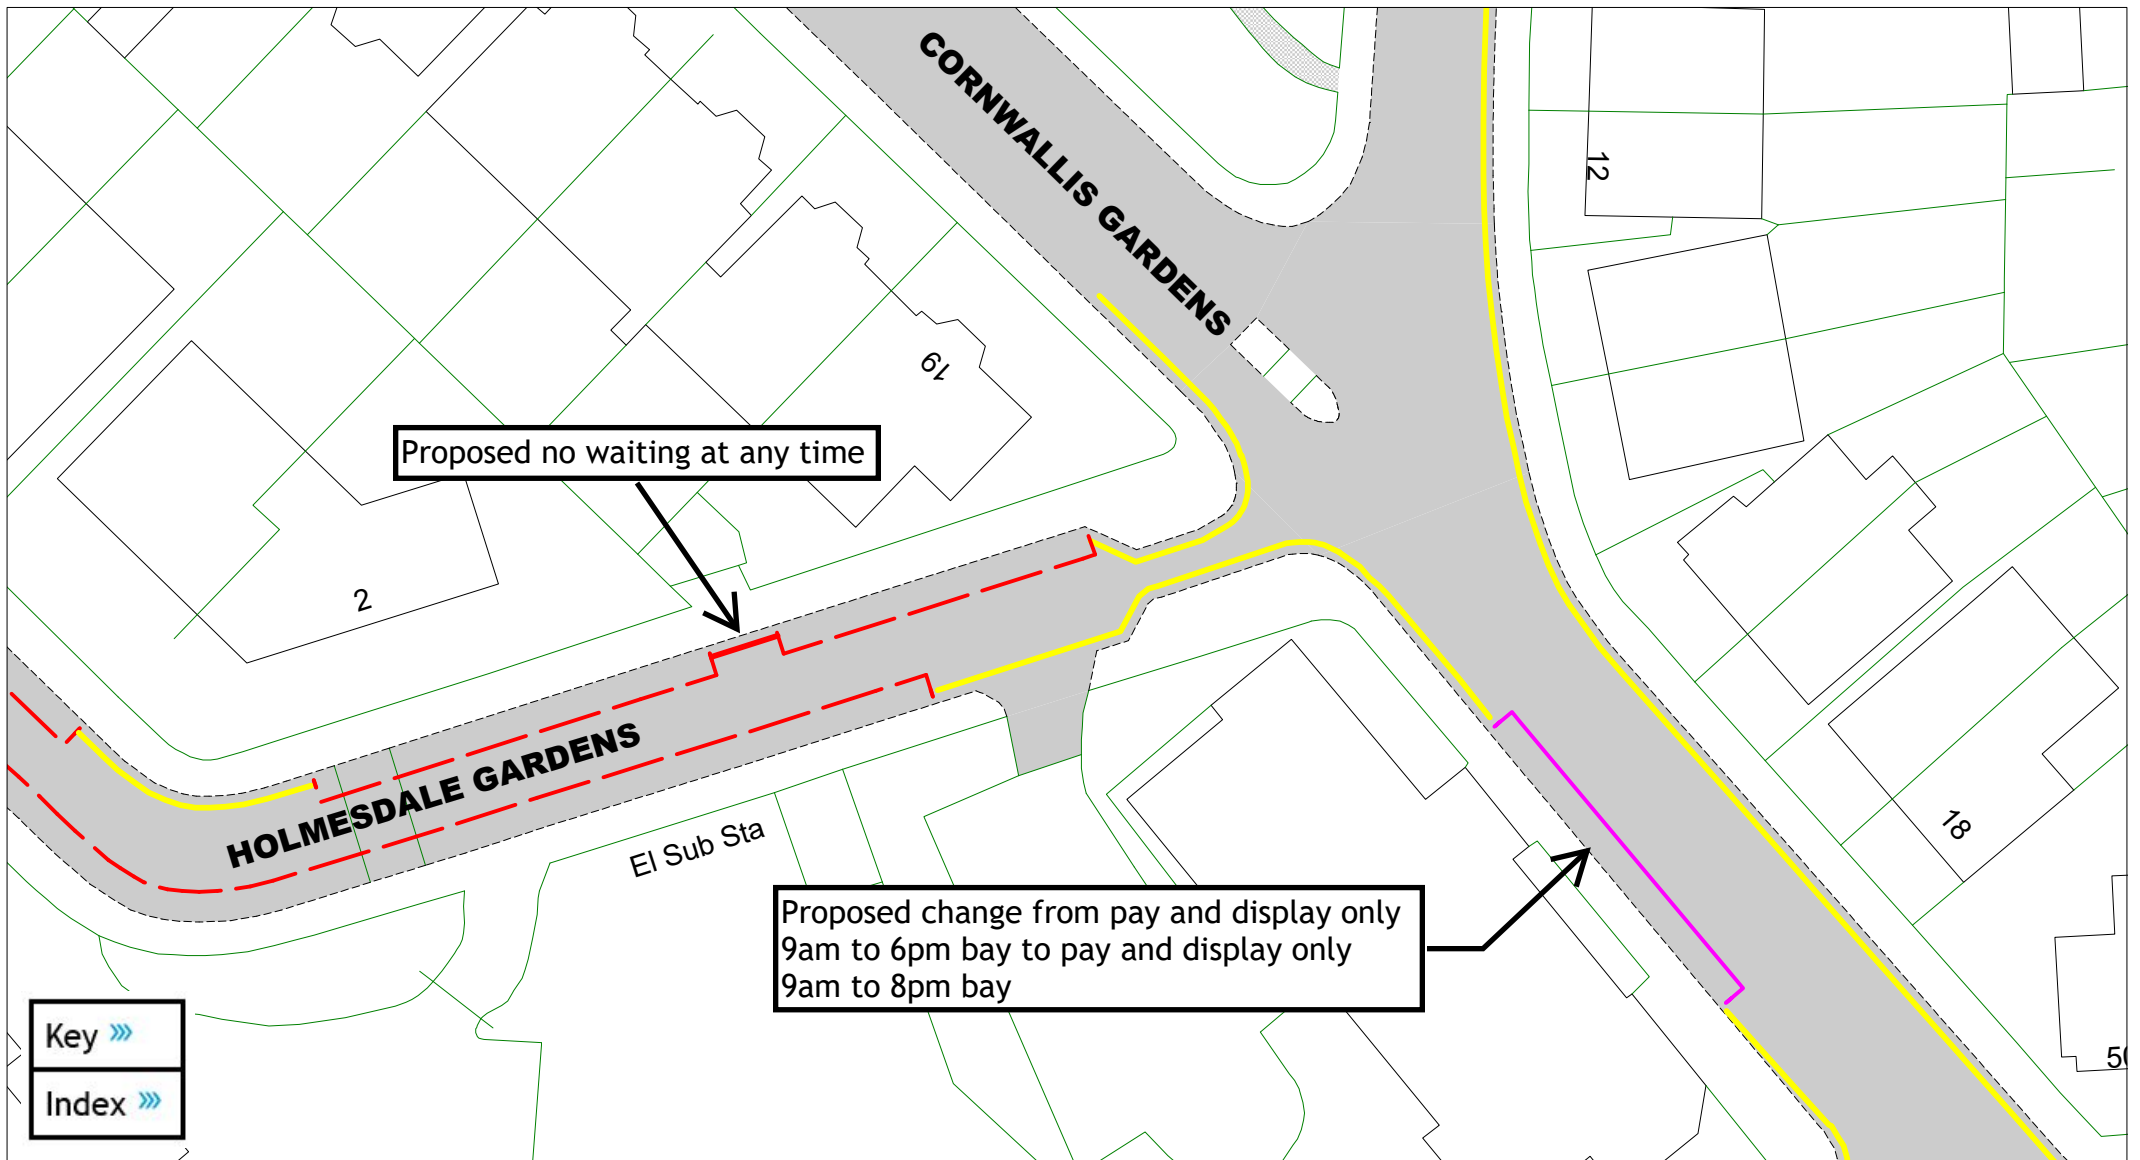 CORNWALLIS GARDENS
12
19
Proposed no waiting at any time
2
HOLMESDALE GARDENS
El Sub Sta
18
Proposed change from pay and display only
9am to 6pm bay to pay and display only
9am to 8pm bay
Key »»
Index »»